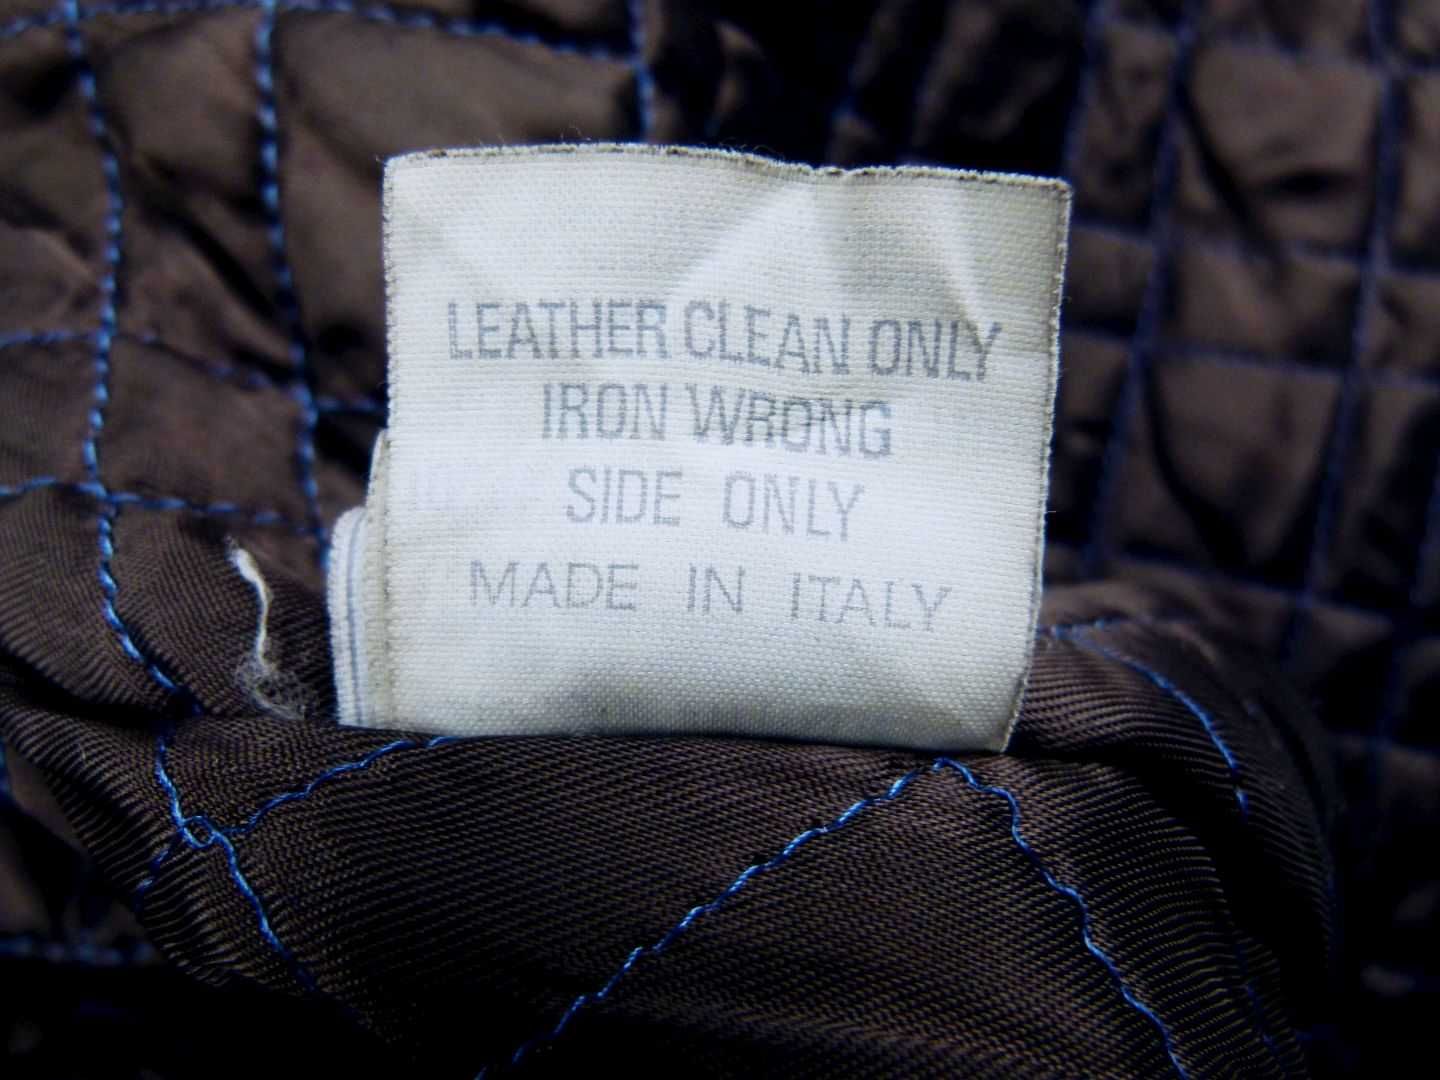 LEATHER CLEAN ONLY
IRON WRONG
SIDE ONLY
MADE IN ITALY